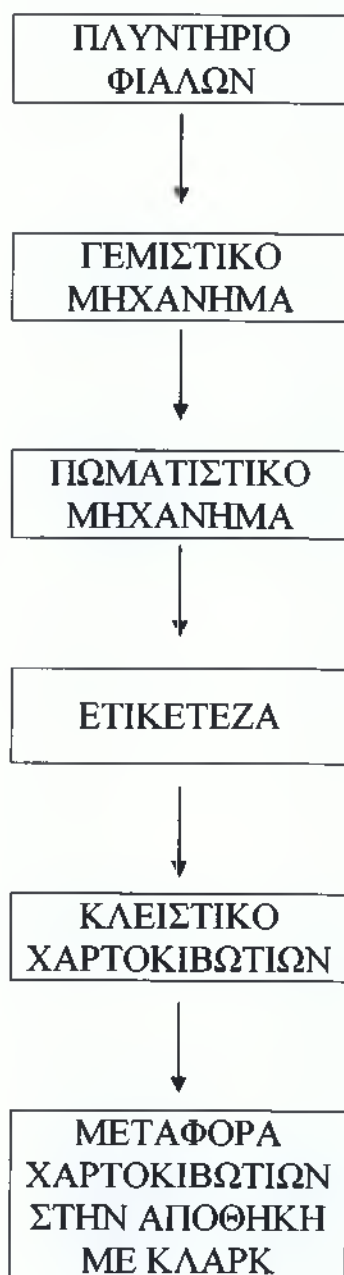 ΠΛΥΝΤΗΡΙΟ
ΦΙΑΛΩΝ
ΓΕΜΙΣΤΙΚΟ
ΜΗΧΑΝΗΜΑ
ΠΩΜΑΤΙΣΤΙΚΟ
ΜΗΧΑΝΗΜΑ
ΕΤΙΚΕΤΕΖΑ
ΚΛΕΙΣΤΙΚΟ
ΧΑΡΤΟΚΙΒΩΤΙΩΝ
ΜΕΤΑΦΟΡΑ
ΧΑΡΤΟΚΙΒΩΤΙΩΝ
ΣΤΗΝ ΑΠΟΘΗΚΗ
ΜΕ ΚΛΑΡΚ